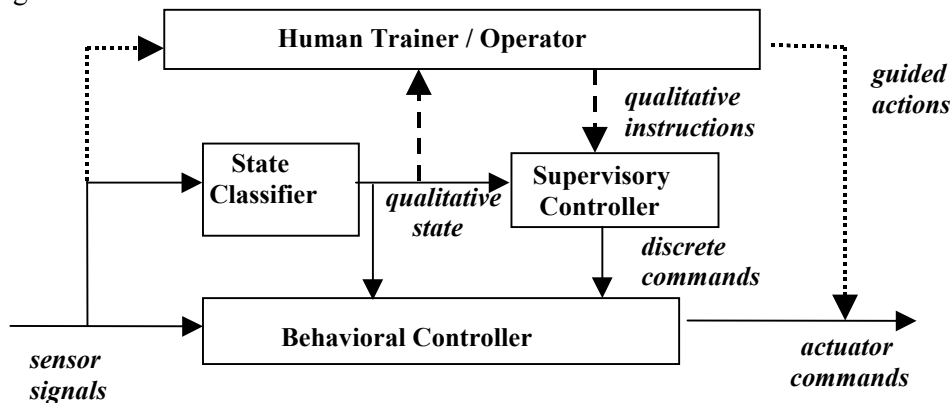 Human Trainer / Operator
guided
actions
qualitative
instructions
State
Classifier
qualitative
state
Supervisory
Controller
discrete
commands
Behavioral Controller
sensor
signals
actuator
commands